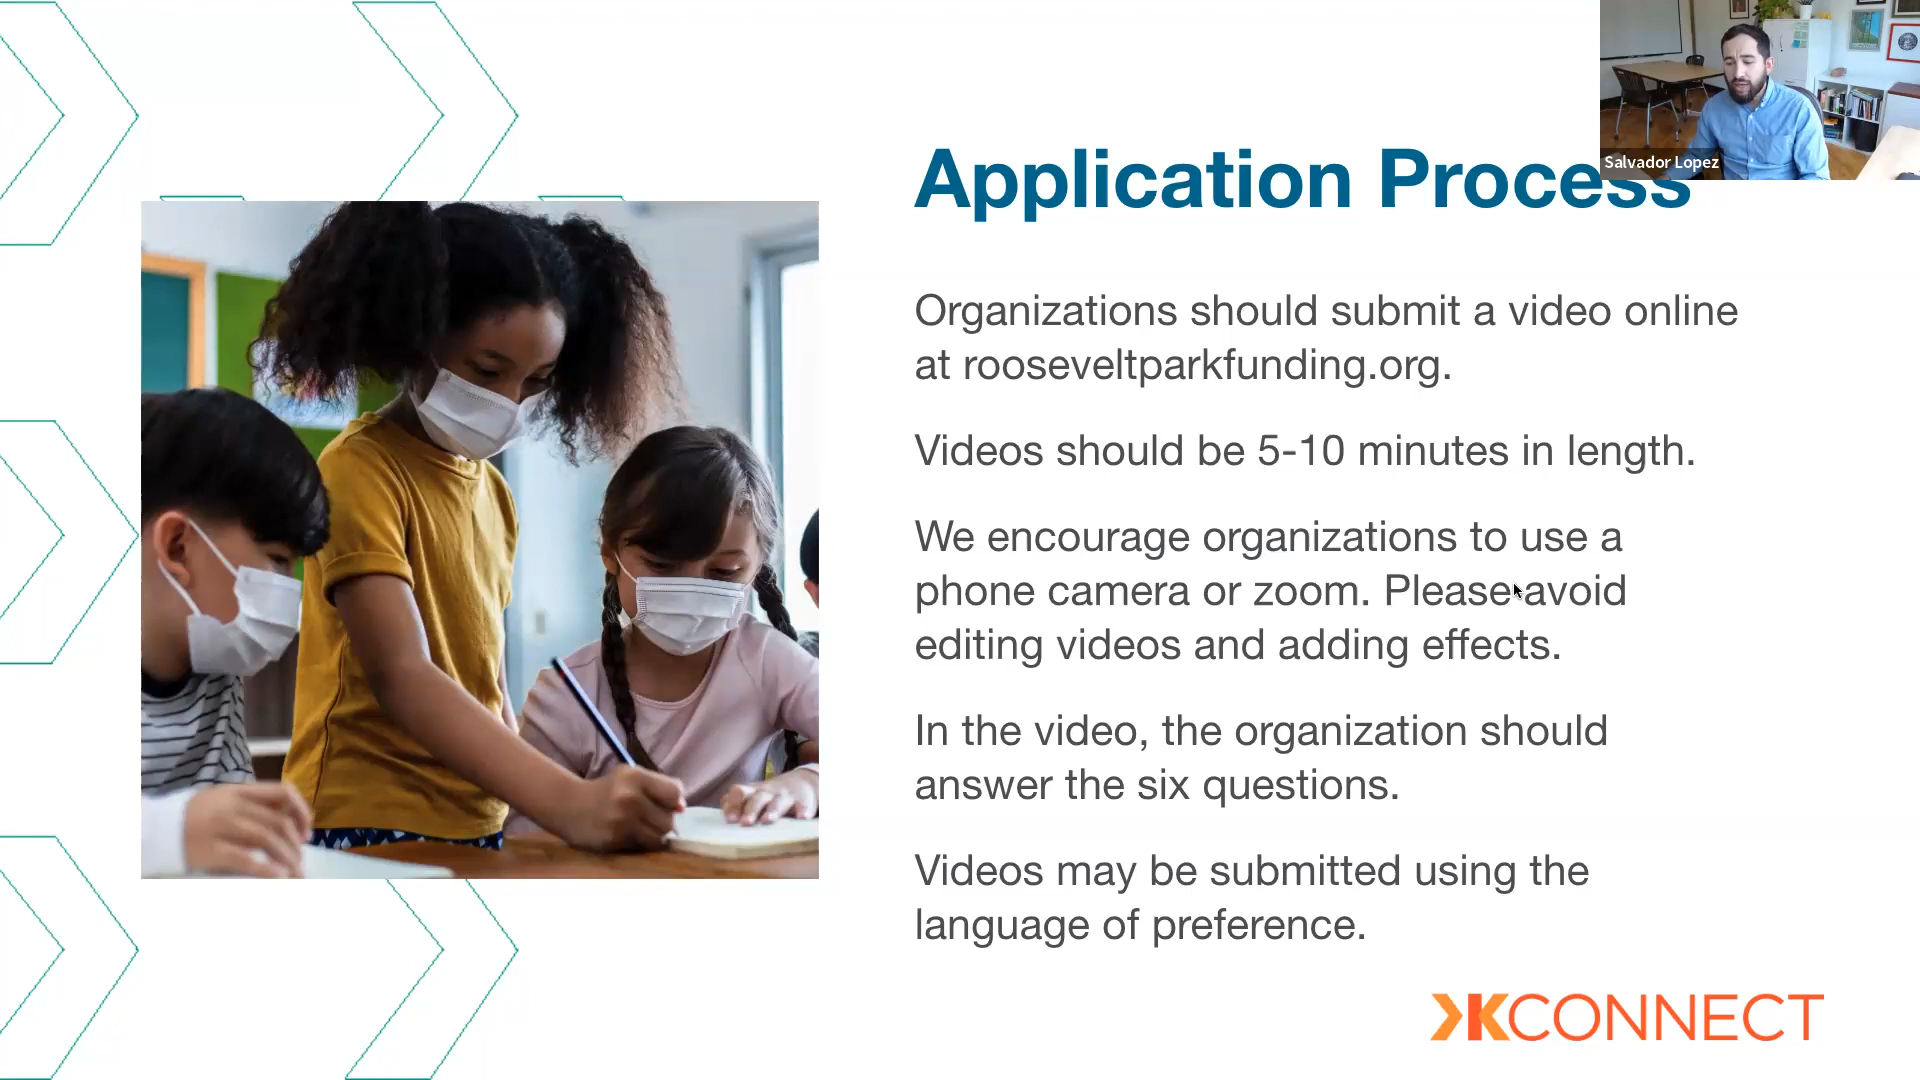 Salvador Lopez
Application Process
Organizations should submit a video online
at rooseveltparkfunding.org.
Videos should be 5-10 minutes in length.
We encourage organizations to use a
phone camera or zoom. Please avoid
editing videos and adding effects.
In the video, the organization should
answer the six questions.
Videos may be submitted using the
language of preference.
KCONNECT